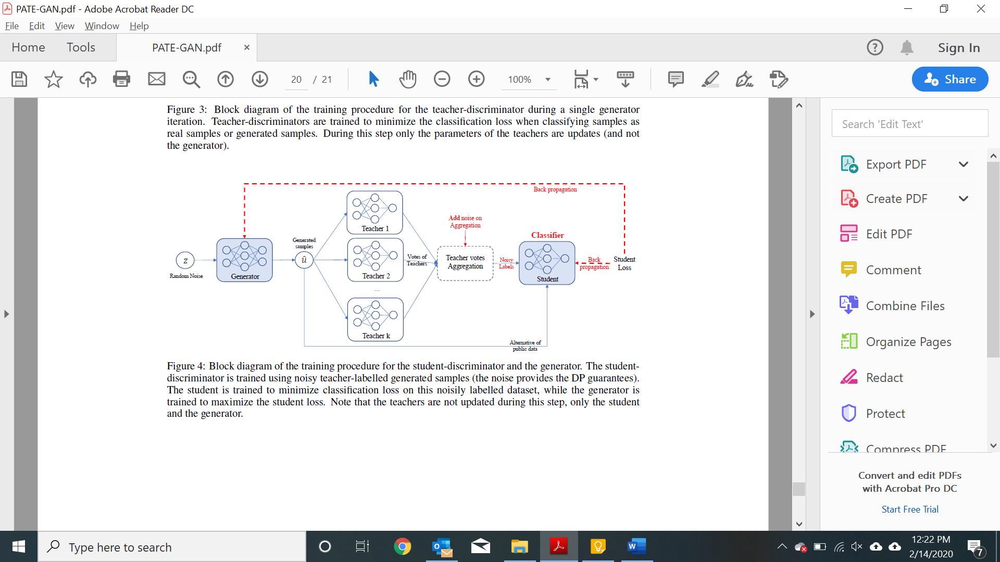 PATE-GAN.pdf - Adobe Acrobat Reader DC
File Edit View Window Help
Home Tools PATE-GAN.pdf × Sign In
20 / 21 100% Share
Figure 3: Block diagram of the training procedure for the teacher-discriminator during a single generator
iteration. Teacher-discriminators are trained to minimize the classification loss when classifying samples as
real samples or generated samples. During this step only the parameters of the teachers are updates (and not
the generator).
Back propagation
Teacher 1
Add noise on
Aggregation
Classifier
Generated
samples
z
Random Noise
Generator
û
Teacher 2
Votes of
Teachers
Teacher votes
Aggregation
Noisy
Labels
Student
Back
propagation
Student
Loss
...
Teacher k
Alternative of
public data
Figure 4: Block diagram of the training procedure for the student-discriminator and the generator. The student-
discriminator is trained using noisy teacher-labelled generated samples (the noise provides the DP guarantees).
The student is trained to minimize classification loss on this noisily labelled dataset, while the generator is
trained to maximize the student loss. Note that the teachers are not updated during this step, only the student
and the generator.
Search 'Edit Text'
Export PDF
Create PDF
Edit PDF
Comment
Combine Files
Organize Pages
Redact
Protect
Compress PDF
Convert and edit PDFs
with Acrobat Pro DC
Start Free Trial
Type here to search
12:22 PM
2/14/2020
7